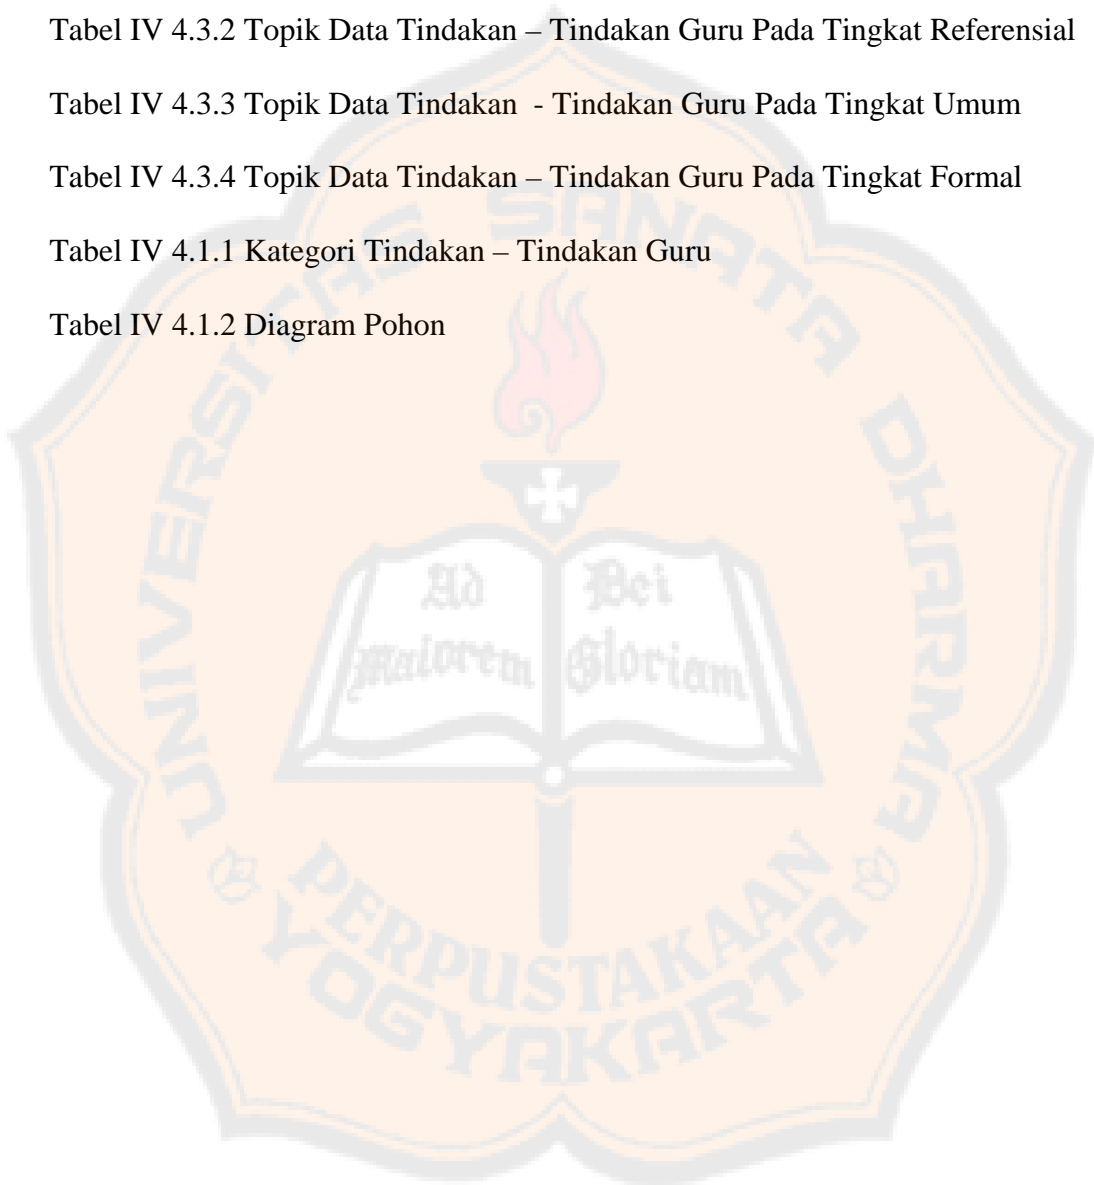 Tabel IV 4.3.2 Topik Data Tindakan – Tindakan Guru Pada Tingkat Referensial
Tabel IV 4.3.3 Topik Data Tindakan  - Tindakan Guru Pada Tingkat Umum
Tabel IV 4.3.4 Topik Data Tindakan – Tindakan Guru Pada Tingkat Formal
Tabel IV 4.1.1 Kategori Tindakan – Tindakan Guru
Tabel IV 4.1.2 Diagram Pohon
UNIVERSITAS SANATA DHARMA
Ad Dei
Maiorem Gloriam
PERPUSTAKAAN
YOGYAKARTA